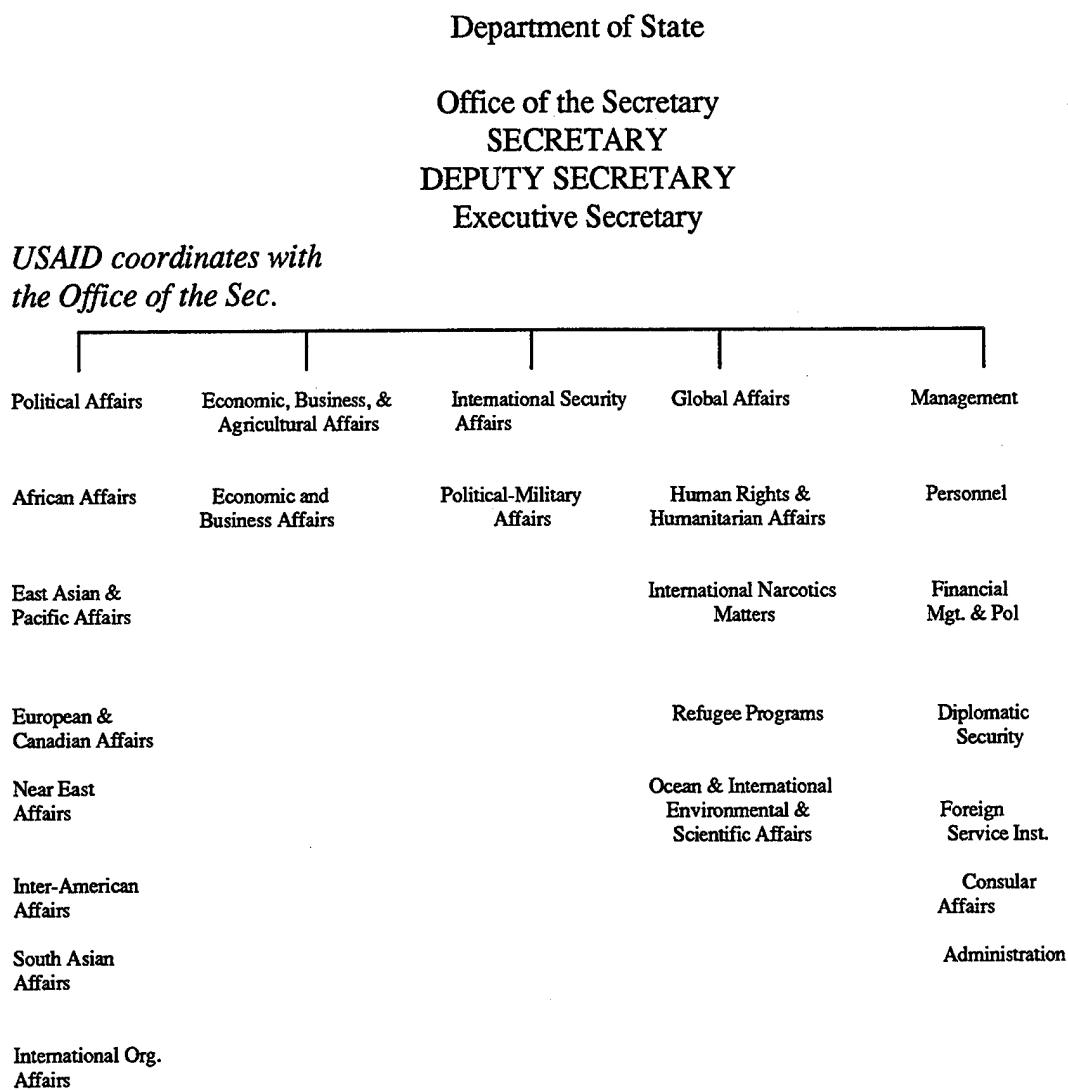 Department of State
Office of the Secretary
SECRETARY
DEPUTY SECRETARY
Executive Secretary
USAID coordinates with
the Office of the Sec.
Political Affairs
Economic, Business, &
Agricultural Affairs
International Security
Affairs
Global Affairs
Management
African Affairs
Economic and
Business Affairs
Political-Military
Affairs
Human Rights &
Humanitarian Affairs
Personnel
East Asian &
Pacific Affairs
International Narcotics
Matters
Financial
Mgt. & Pol
European &
Canadian Affairs
Refugee Programs
Diplomatic
Security
Near East
Affairs
Ocean & International
Environmental &
Scientific Affairs
Foreign
Service Inst.
Inter-American
Affairs
Consular
Affairs
South Asian
Affairs
Administration
International Org.
Affairs